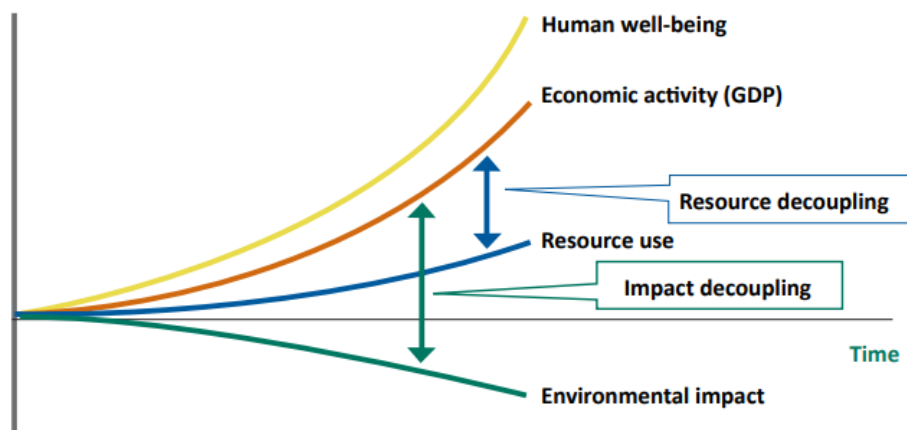 Human well-being
Economic activity (GDP)
Resource decoupling
Resource use
Impact decoupling
Time
Environmental impact